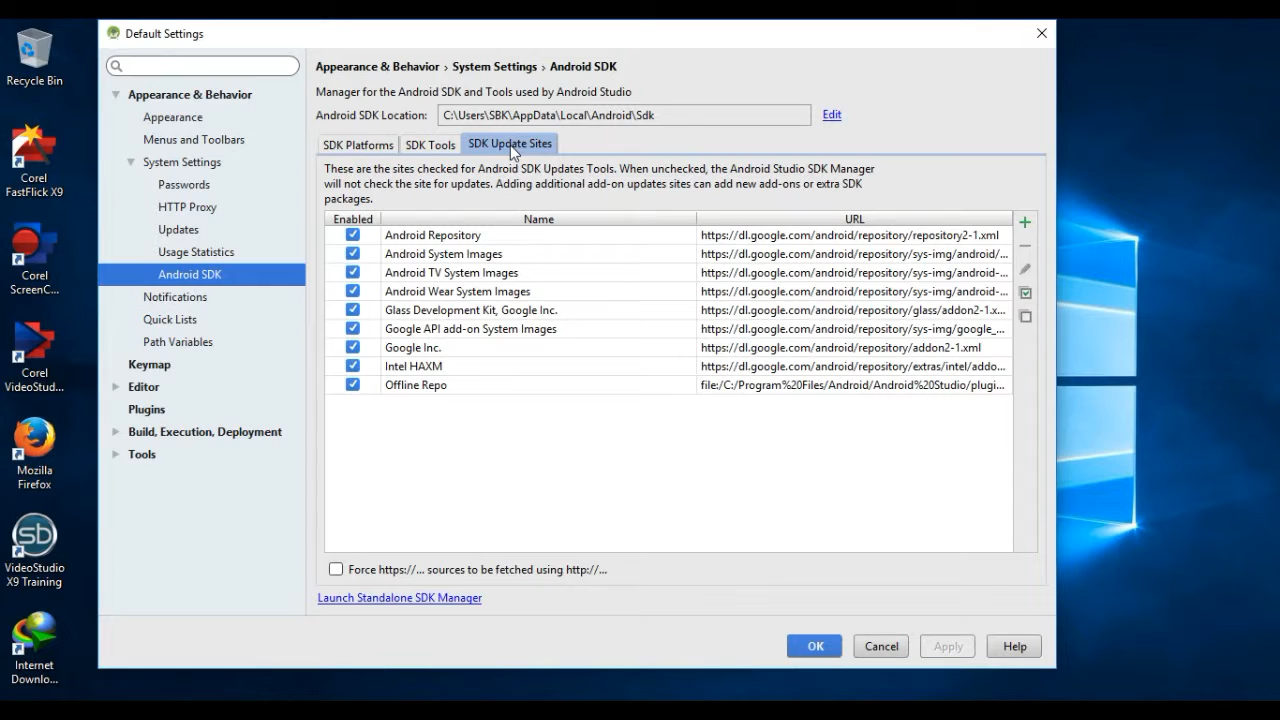 Recycle Bin
Corel
FastFlick X9
Corel
ScreenC...
Corel
VideoStud...
Mozilla
Firefox
VideoStudio
X9 Training
Internet
Downlo...
Default Settings
Appearance & Behavior
Appearance
Menus and Toolbars
System Settings
Passwords
HTTP Proxy
Updates
Usage Statistics
Android SDK
Notifications
Quick Lists
Path Variables
Keymap
Editor
Plugins
Build, Execution, Deployment
Tools
Appearance & Behavior › System Settings › Android SDK
Manager for the Android SDK and Tools used by Android Studio
Android SDK Location: C:\Users\SBK\AppData\Local\Android\Sdk Edit
SDK Platforms SDK Tools SDK Update Sites
These are the sites checked for Android SDK Updates Tools. When unchecked, the Android Studio SDK Manager
will not check the site for updates. Adding additional add-on updates sites can add new add-ons or extra SDK
packages.
Enabled Name URL
Android Repository https://dl.google.com/android/repository/repository2-1.xml
Android System Images https://dl.google.com/android/repository/sys-img/android/...
Android TV System Images https://dl.google.com/android/repository/sys-img/android-...
Android Wear System Images https://dl.google.com/android/repository/sys-img/android-...
Glass Development Kit, Google Inc. https://dl.google.com/android/repository/glass/addon2-1.x...
Google API add-on System Images https://dl.google.com/android/repository/sys-img/google_...
Google Inc. https://dl.google.com/android/repository/addon2-1.xml
Intel HAXM https://dl.google.com/android/repository/extras/intel/addo...
Offline Repo file:/C:/Program%20Files/Android/Android%20Studio/plugi...
Force https://... sources to be fetched using http://...
Launch Standalone SDK Manager
OK Cancel Apply Help